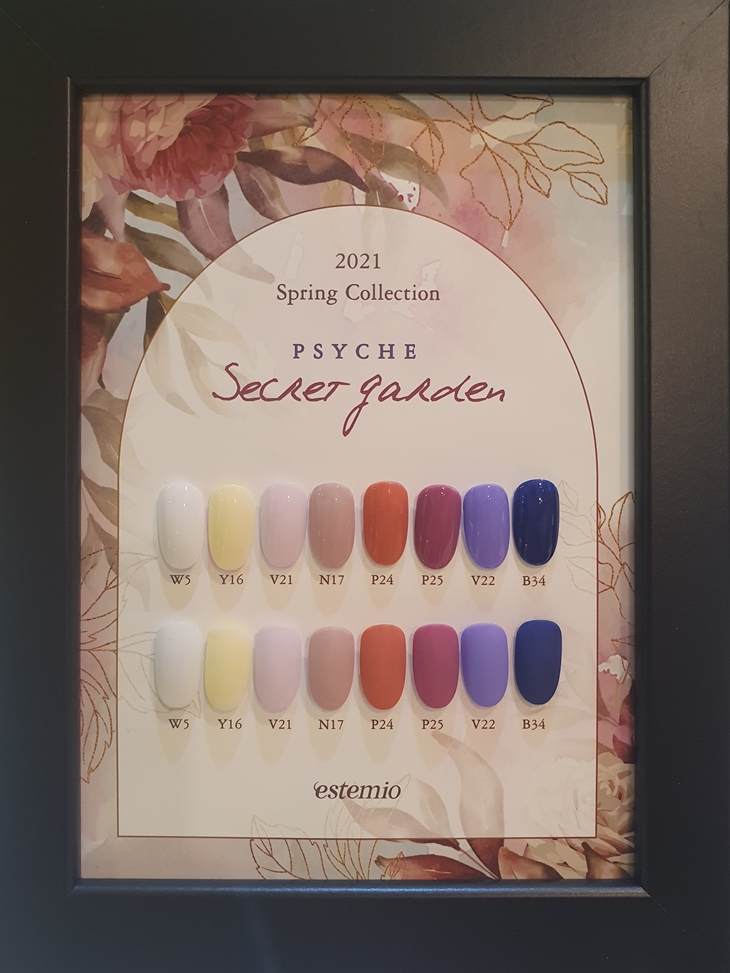 2021
Spring Collection
PSYCHE
Secret garden
W5 Y16 V21 N17 P24 P25 V22 B34
W5 Y16 V21 N17 P24 P25 V22 B34
estemio